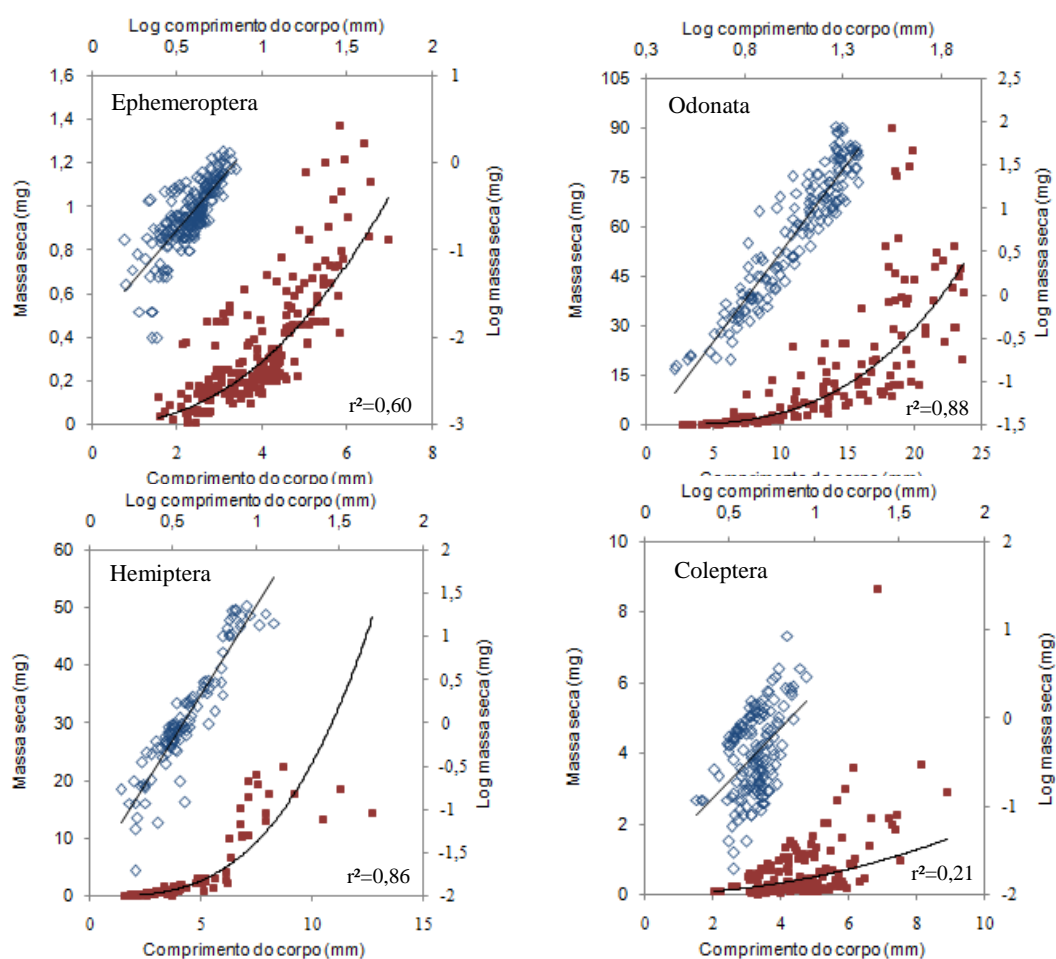 Log comprimento do corpo (mm)
0 0,5 1 1,5 2
1,6
1,4
1,2
1
0,8
0,6
0,4
0,2
0
Massa seca (mg)
Ephemeroptera
r²=0,60
1
0
-1
-2
-3
Log massa seca (mg)
0 2 4 6 8
Comprimento do corpo (mm)
Log comprimento do corpo (mm)
0,3 0,8 1,3 1,8
105
90
75
60
45
30
15
0
Massa seca (mg)
Odonata
r²=0,88
2,5
2
1,5
1
0,5
0
-0,5
-1
-1,5
Log massa seca (mg)
0 5 10 15 20 25
Comprimento do corpo (mm)
Log comprimento do corpo (mm)
0 0,5 1 1,5 2
60
50
40
30
20
10
0
Massa seca (mg)
Hemiptera
r²=0,86
2
1,5
1
0,5
0
-0,5
-1
-1,5
-2
Log massa seca (mg)
0 5 10 15
Comprimento do corpo (mm)
Log comprimento do corpo (mm)
0 0,5 1 1,5 2
10
8
6
4
2
0
Massa seca (mg)
Coleptera
r²=0,21
2
1
0
-1
-2
Log massa seca (mg)
0 2 4 6 8 10
Comprimento do corpo (mm)